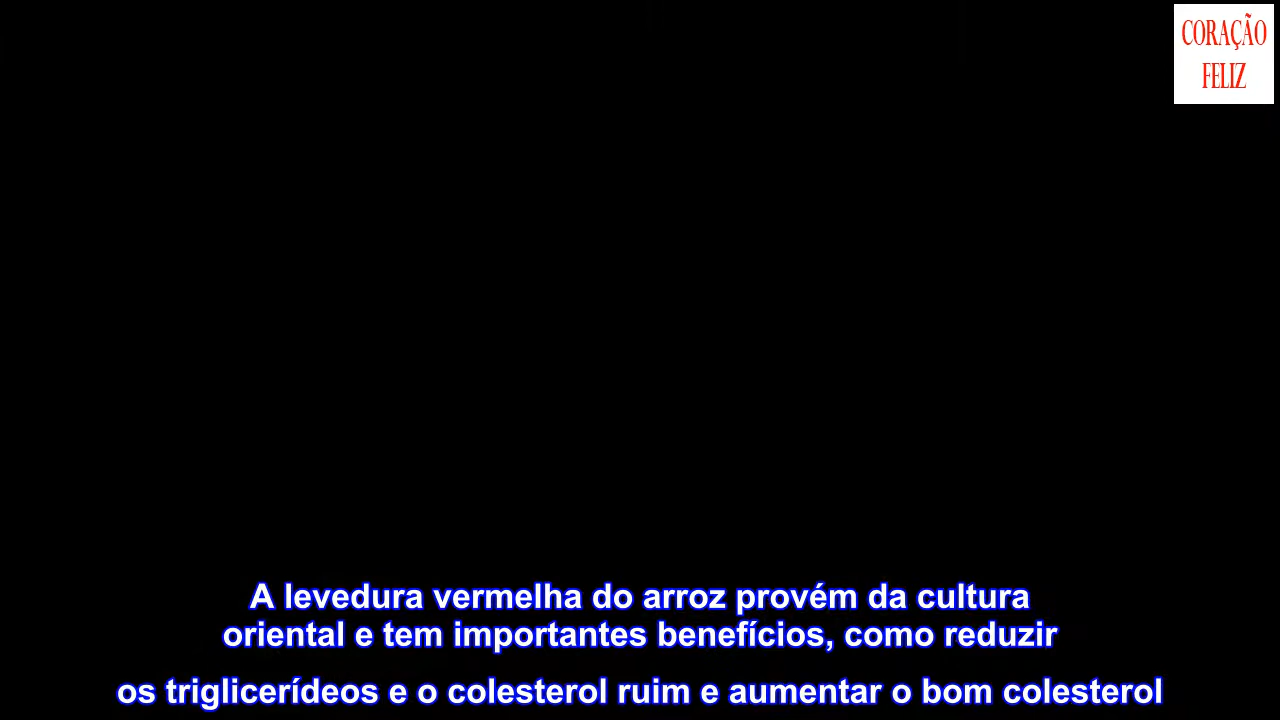 CORAÇÃO
FELIZ
A levedura vermelha do arroz provém da cultura
oriental e tem importantes benefícios, como reduzir
os triglicerídeos e o colesterol ruim e aumentar o bom colesterol